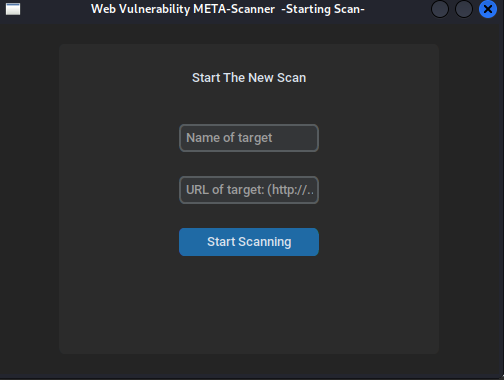 Web Vulnerability META-Scanner -Starting Scan-
Start The New Scan
Name of target
URL of target: (http://..
Start Scanning